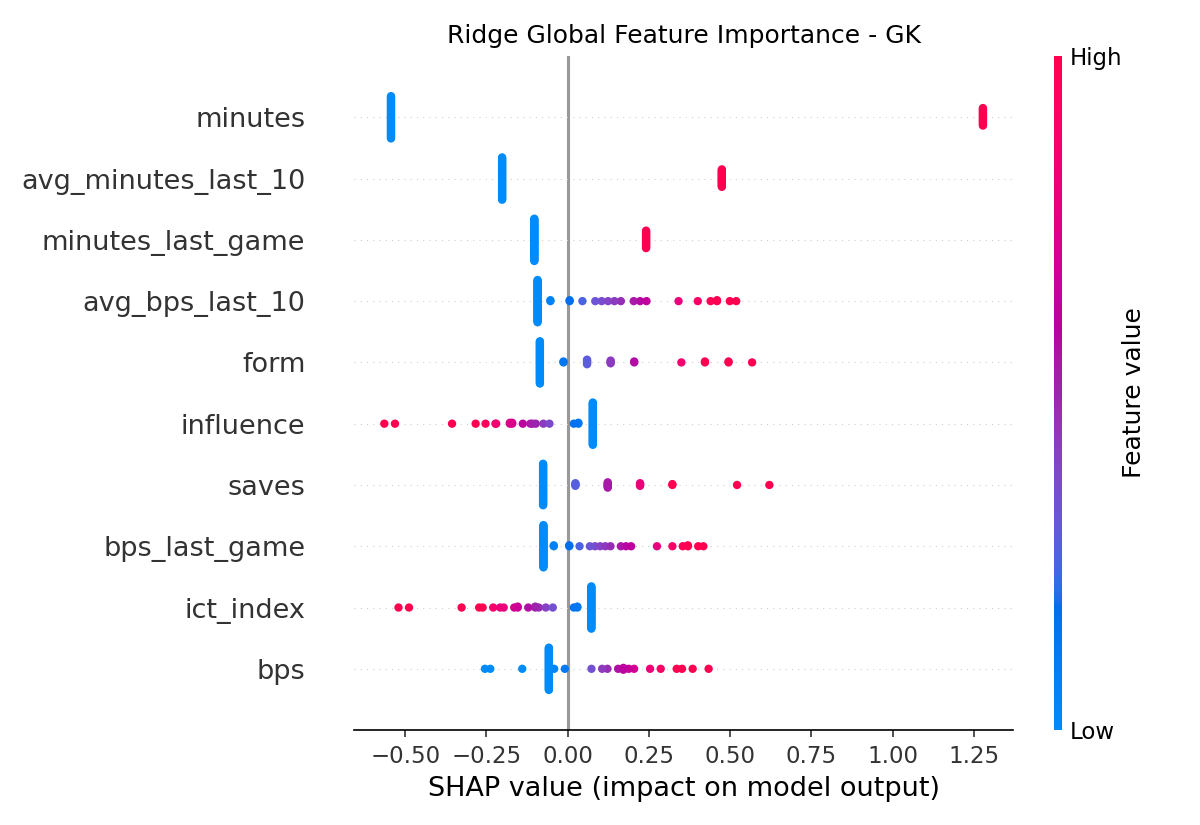 Ridge Global Feature Importance - GK
High
minutes
avg_minutes_last_10
minutes_last_game
avg_bps_last_10
form
influence
saves
bps_last_game
ict_index
bps
Feature value
Low
−0.50 −0.25 0.00 0.25 0.50 0.75 1.00 1.25
SHAP value (impact on model output)